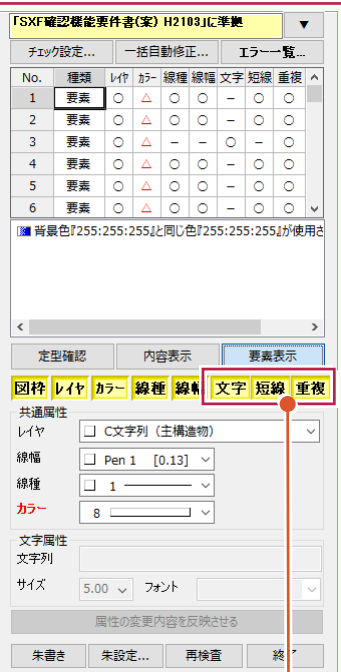 「SXF確認機能要件書(案) H2103」に準拠 ▼
チェック設定... 一括自動修正... エラー一覧...
No. 種類 レイヤ カラー 線種 線幅 文字 短線 重複
1 要素 ○ △ ○ ○ － ○ ○
2 要素 ○ △ ○ ○ － ○ ○
3 要素 ○ △ － － ○ － ○
4 要素 ○ △ ○ ○ － ○ ○
5 要素 ○ △ ○ ○ － ○ ○
6 要素 ○ △ ○ ○ － ○ ○
背景色『255:255:255』と同じ色『255:255:255』が使用さ
定型確認 内容表示 要素表示
図枠 レイヤ カラー 線種 線幅 文字 短線 重複
共通属性
レイヤ C文字列（主構造物）
線幅 Pen 1 [0.13]
線種 1
カラー 8
文字属性
文字列
サイズ 5.00 フォント
属性の変更内容を反映させる
朱書き 朱設定... 再検査 終了